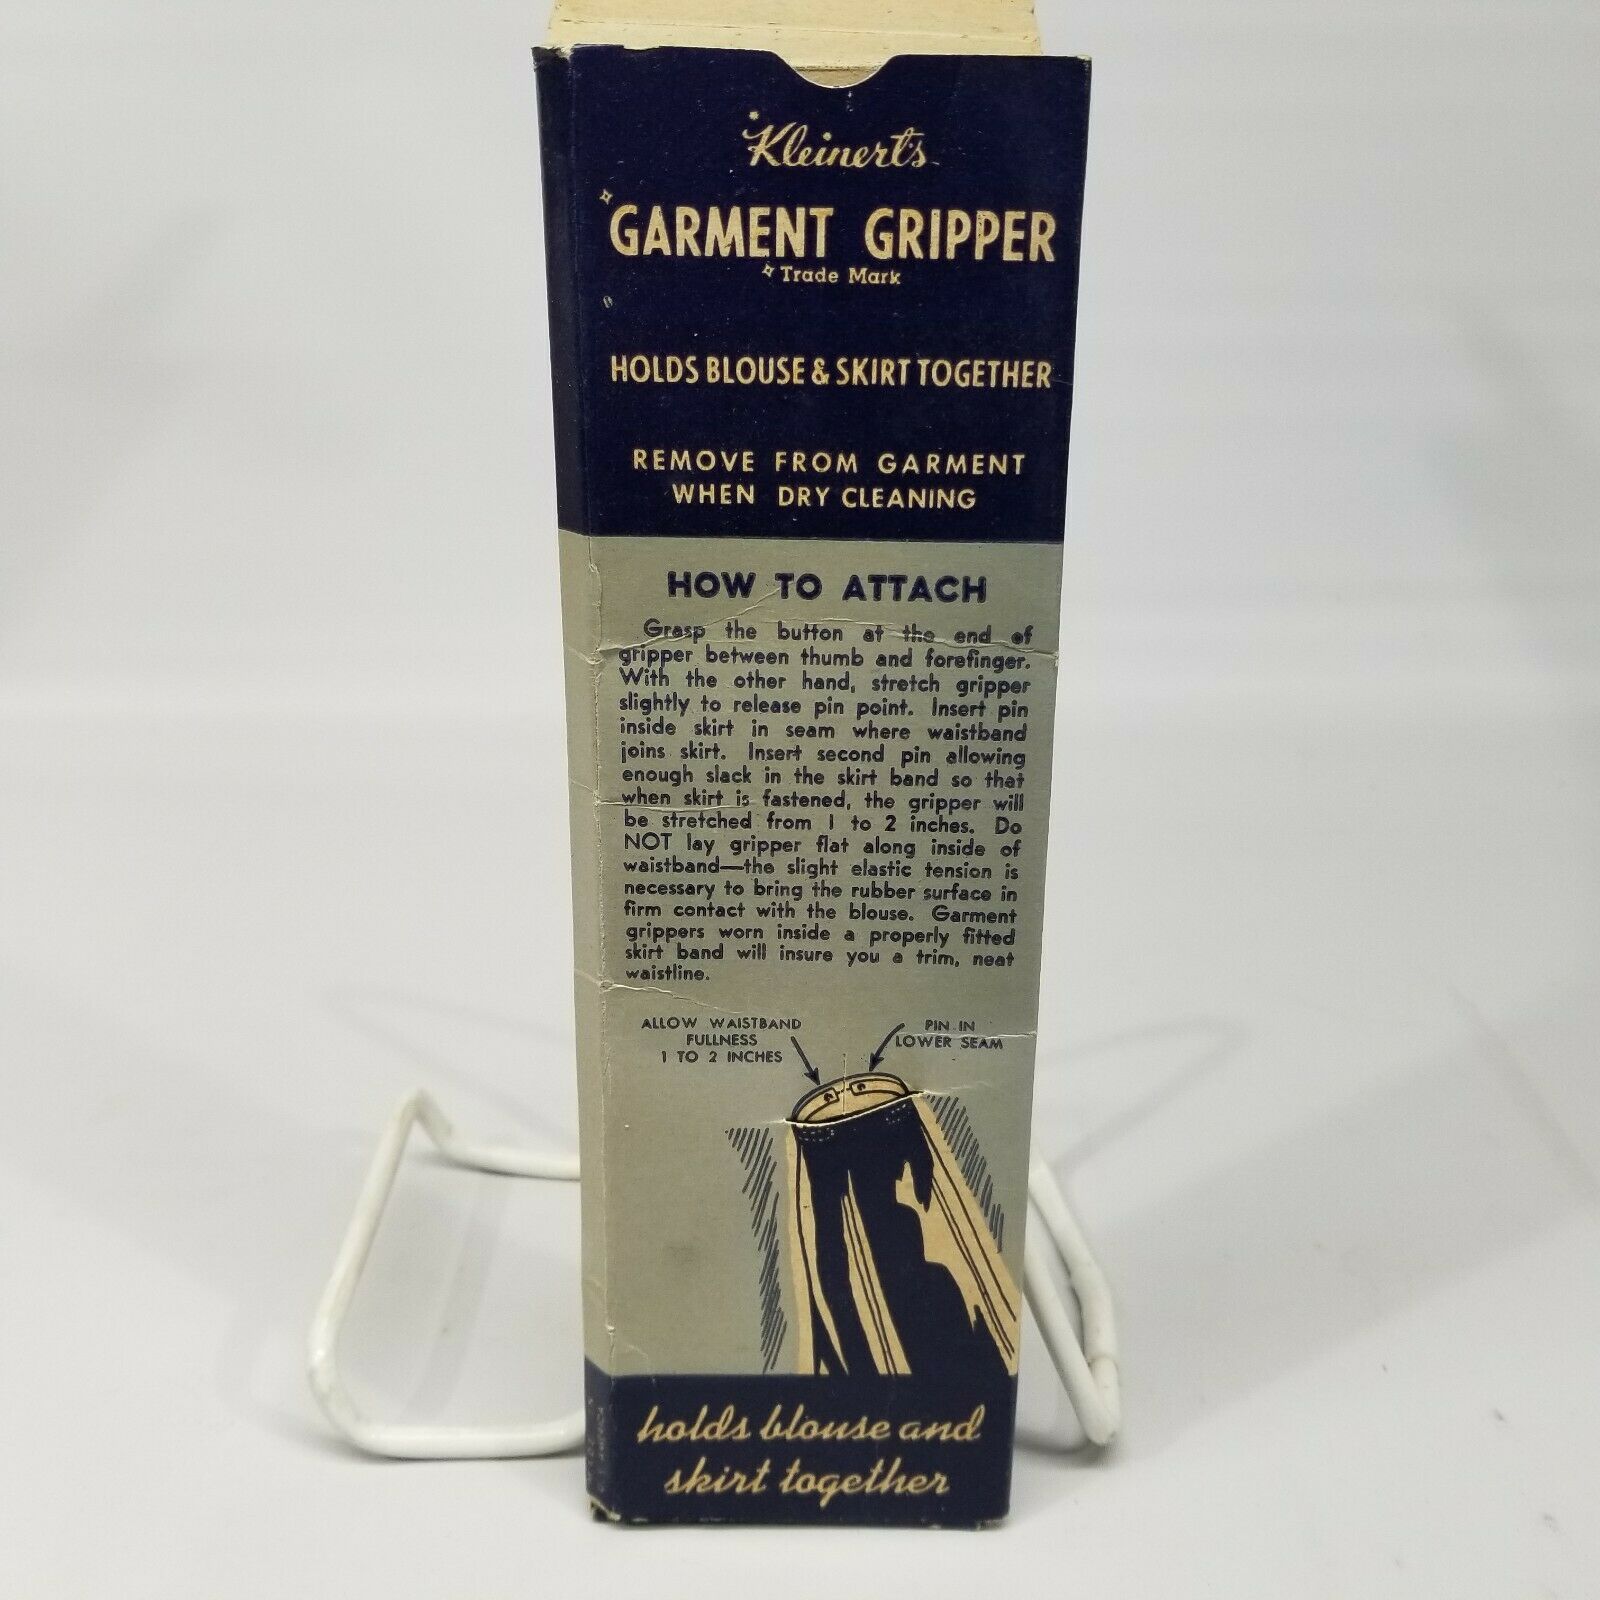 Kleinert's
GARMENT GRIPPER
Trade Mark
HOLDS BLOUSE & SKIRT TOGETHER
REMOVE FROM GARMENT
WHEN DRY CLEANING
HOW TO ATTACH
Grasp the button at the end of
gripper between thumb and forefinger.
With the other hand, stretch gripper
slightly to release pin point. Insert pin
inside skirt in seam where waistband
joins skirt. Insert second pin allowing
enough slack in the skirt band so that
when skirt is fastened, the gripper will
be stretched from 1 to 2 inches. Do
NOT lay gripper flat along inside of
waistband—the slight elastic tension is
necessary to bring the rubber surface in
firm contact with the blouse. Garment
grippers worn inside a properly fitted
skirt band will insure you a trim, neat
waistline.
ALLOW WAISTBAND
FULLNESS
1 TO 2 INCHES
PIN IN
LOWER SEAM
holds blouse and
skirt together